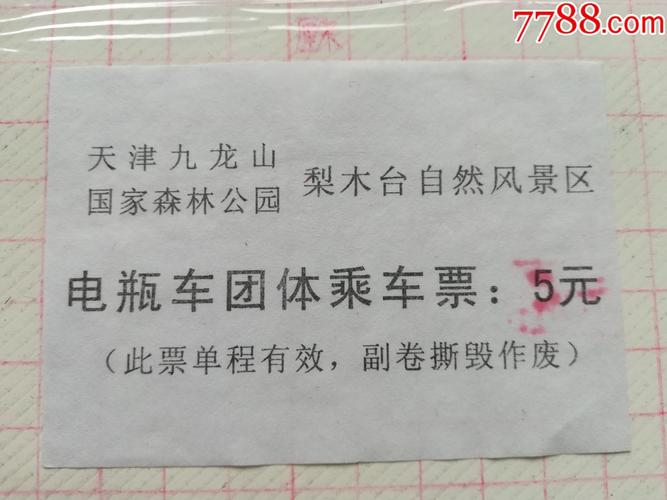 7788.com
厘米
天津九龙山
国家森林公园
梨木台自然风景区
电瓶车团体乘车票：5元
（此票单程有效，副卷撕毁作废）